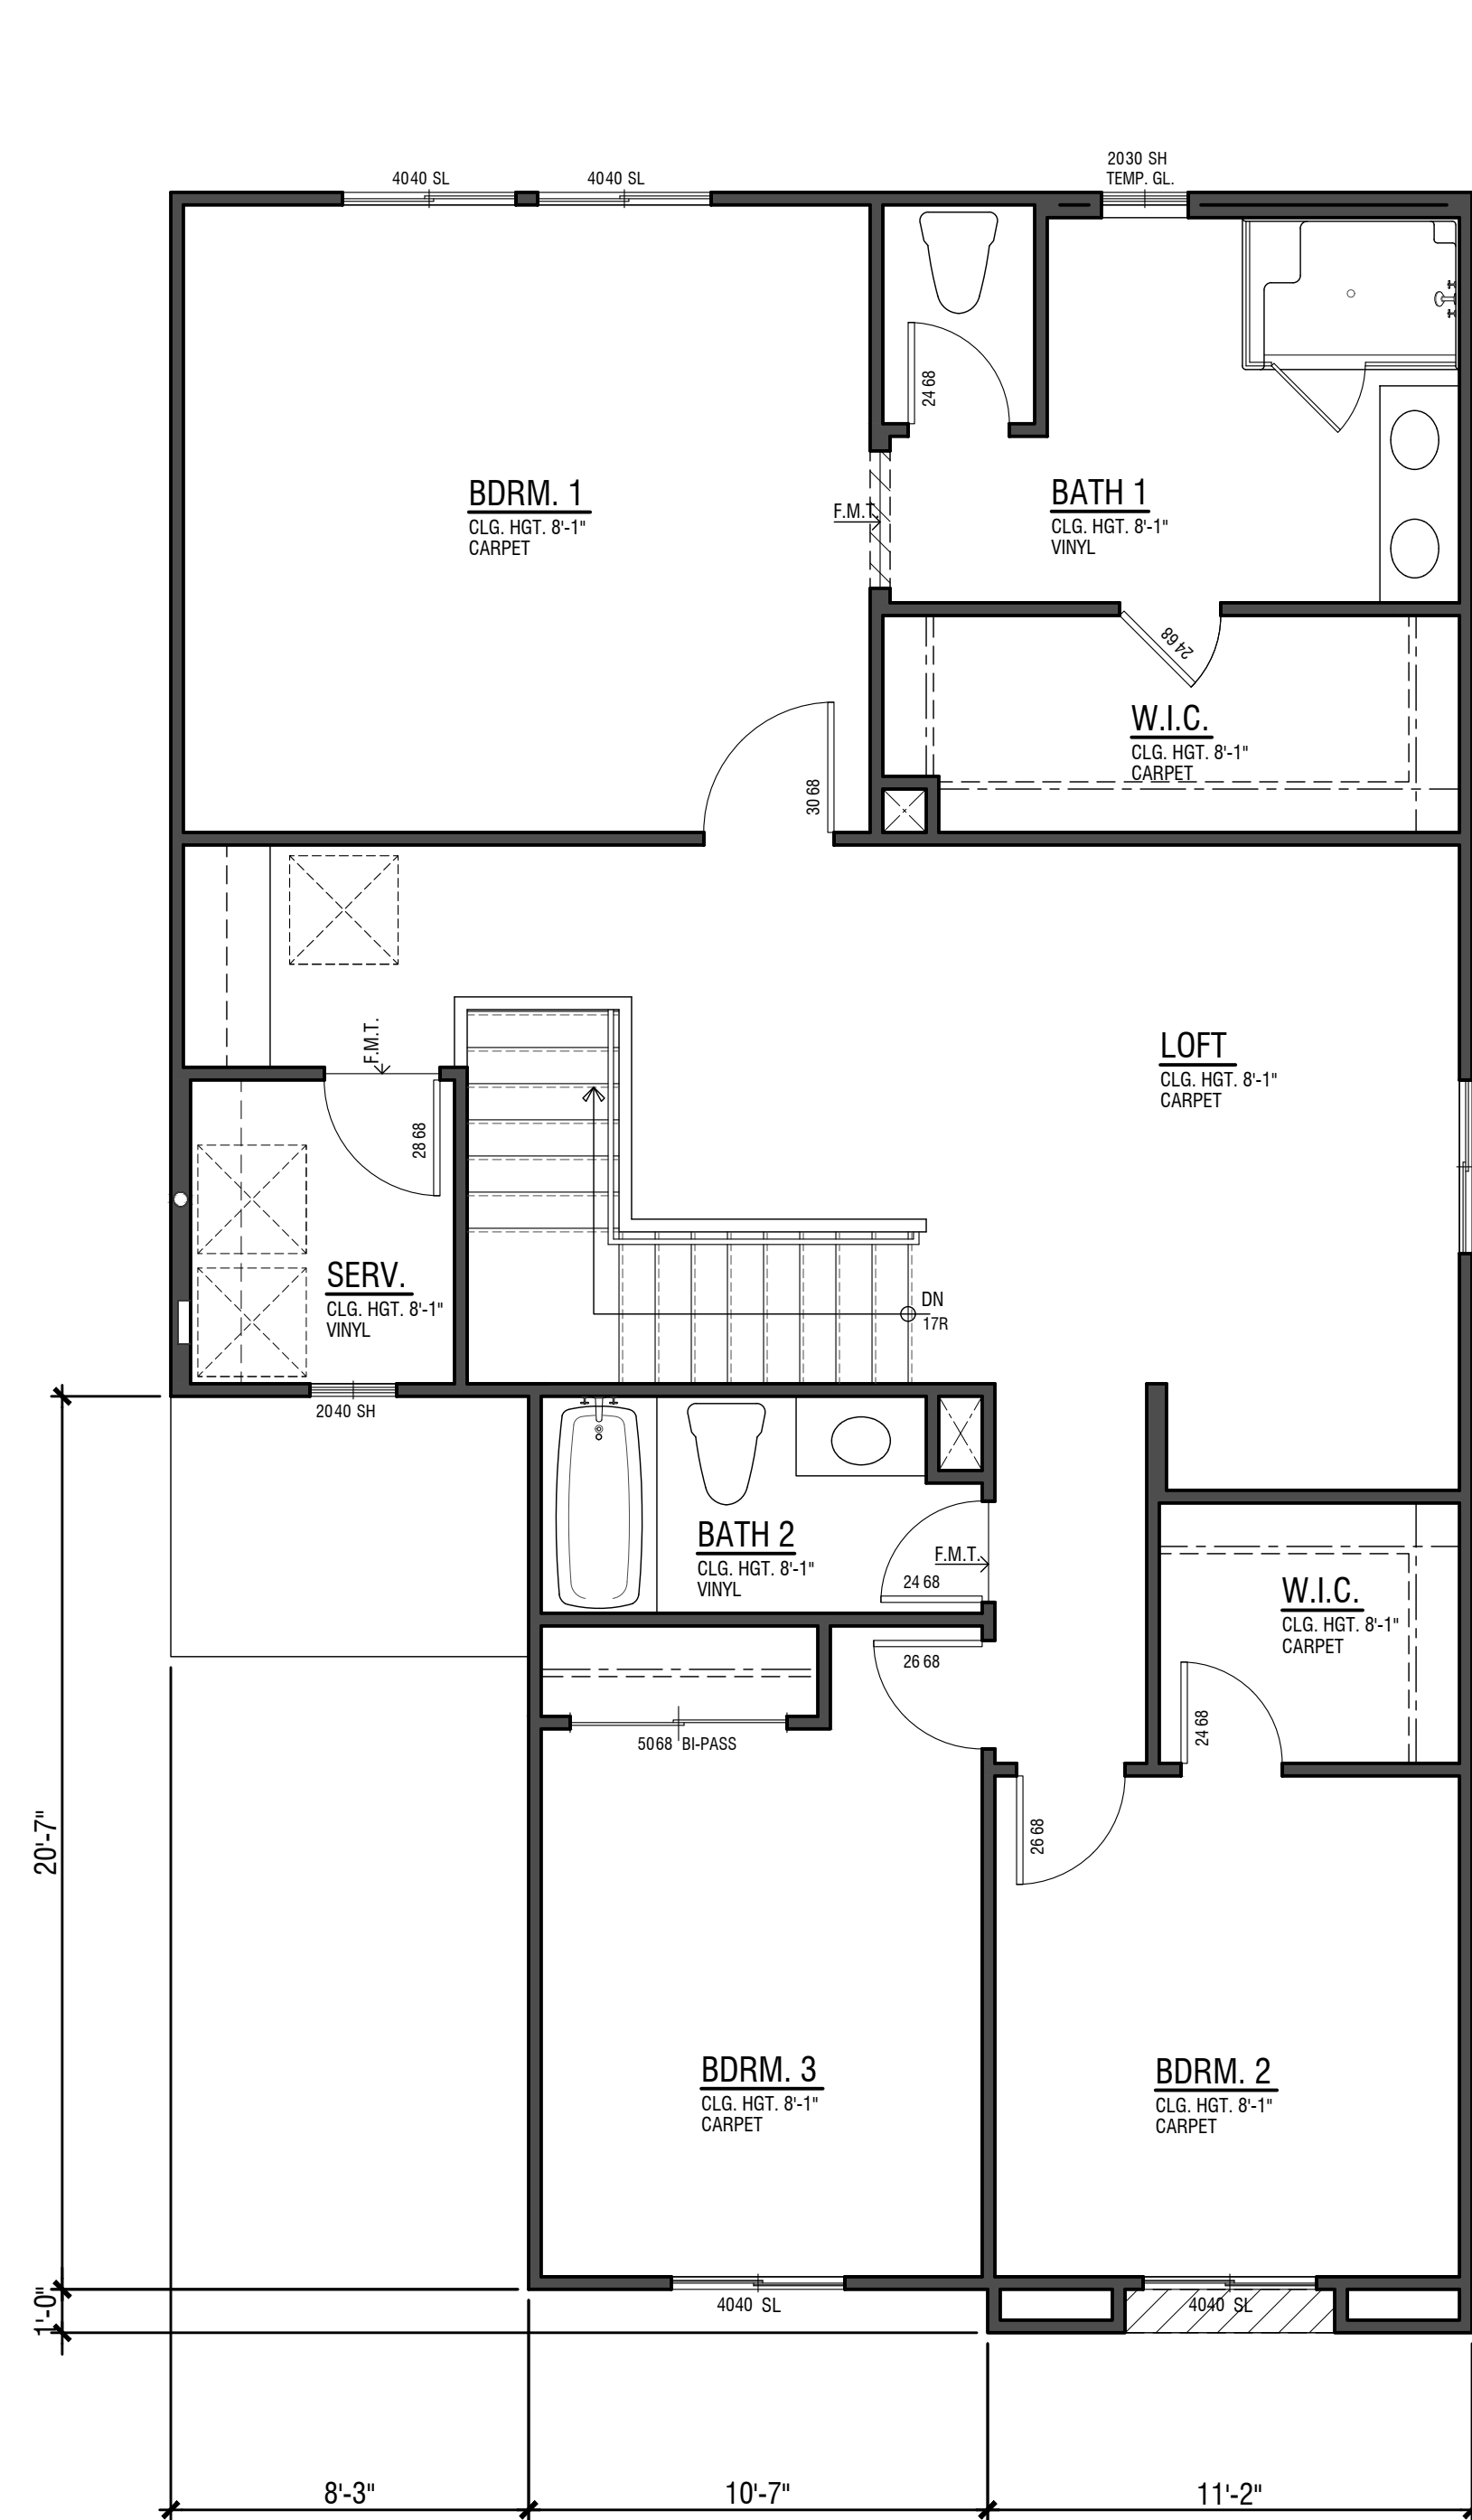 2030 SH
4040 SL
4040 SL
TEMP. GL.
24 68
BDRM. 1
CLG. HGT. 8'-1"
CARPET
F.M.T.
BATH 1
CLG. HGT. 8'-1"
VINYL
24 68
W.I.C.
CLG. HGT. 8'-1"
CARPET
30 68
F.M.T.
LOFT
CLG. HGT. 8'-1"
CARPET
28 68
SERV.
CLG. HGT. 8'-1"
VINYL
DN
17R
2040 SH
BATH 2
CLG. HGT. 8'-1"
VINYL
F.M.T.
24 68
W.I.C.
CLG. HGT. 8'-1"
CARPET
26 68
24 68
5068 BI-PASS
26 68
20'-7"
BDRM. 3
CLG. HGT. 8'-1"
CARPET
BDRM. 2
CLG. HGT. 8'-1"
CARPET
1'-0"
4040 SL
4040 SL
8'-3"
10'-7"
11'-2"